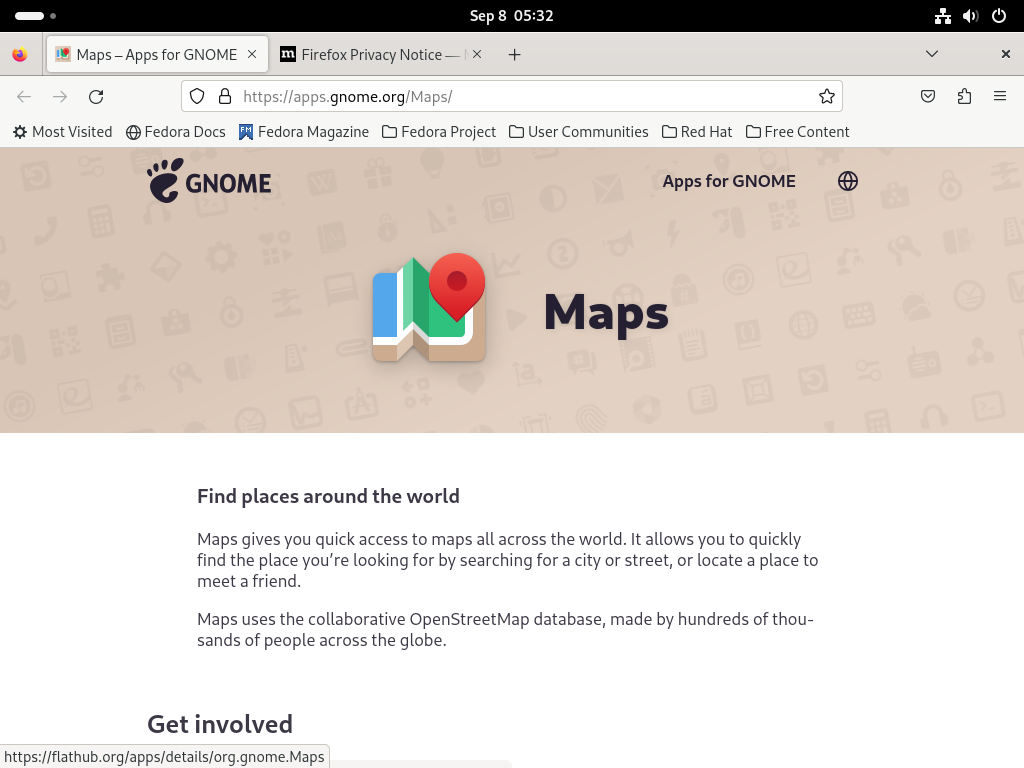 Sep 8 05:32
Maps – Apps for GNOME
Firefox Privacy Notice —
https://apps.gnome.org/Maps/
Most Visited
Fedora Docs
Fedora Magazine
Fedora Project
User Communities
Red Hat
Free Content
GNOME
Apps for GNOME
Maps
Find places around the world
Maps gives you quick access to maps all across the world. It allows you to quickly
find the place you’re looking for by searching for a city or street, or locate a place to
meet a friend.
Maps uses the collaborative OpenStreetMap database, made by hundreds of thou-
sands of people across the globe.
Get involved
https://flathub.org/apps/details/org.gnome.Maps